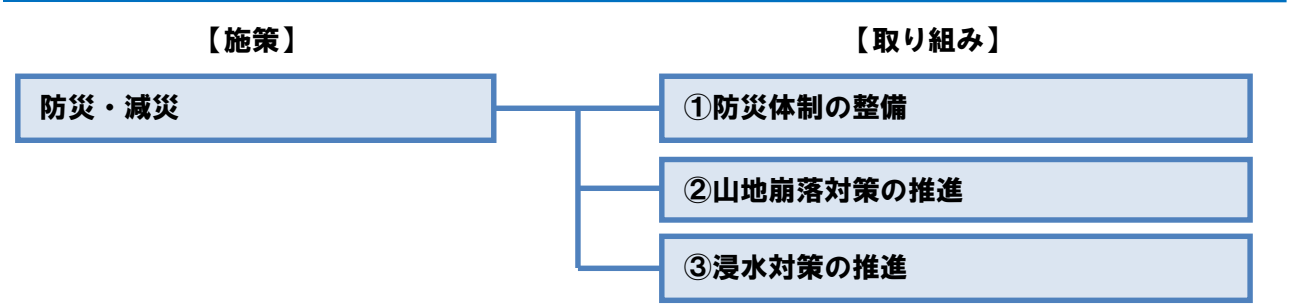 【施策】
【取り組み】
防災・減災
①防災体制の整備
②山地崩落対策の推進
③浸水対策の推進